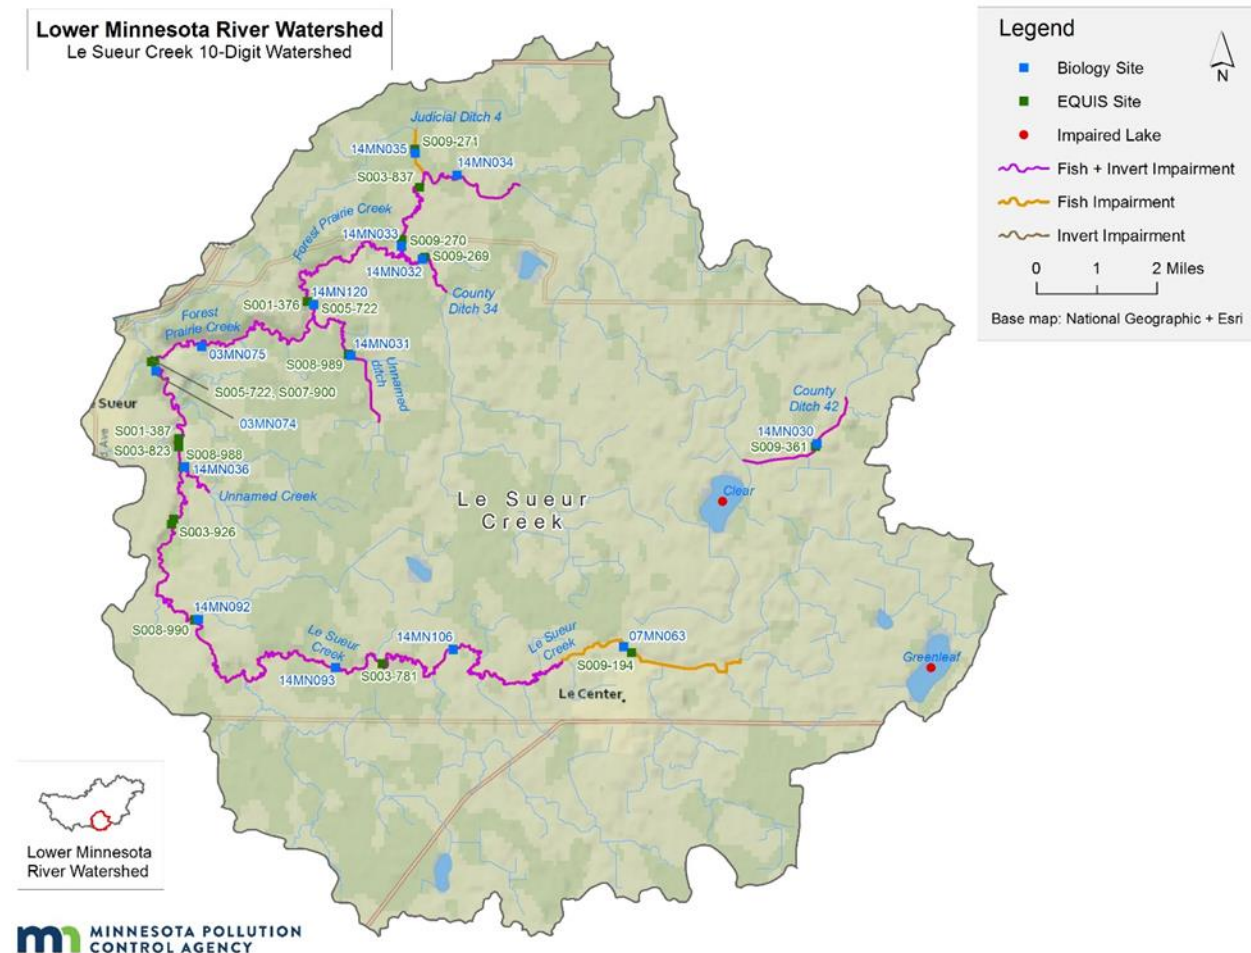 Lower Minnesota River Watershed
Le Sueur Creek 10-Digit Watershed
Legend
N
Biology Site
EQUIS Site
Impaired Lake
Fish + Invert Impairment
Fish Impairment
Invert Impairment
0 1 2 Miles
Base map: National Geographic + Esri
Judicial Ditch 4
S009-271
14MN035
14MN034
S003-837
Forest Prairie Creek
14MN033
S009-270
S009-269
14MN032
County
Ditch 34
14MN120
S001-376
S005-722
Forest
Prairie Creek
03MN075
14MN031
S008-989
Unnamed
ditch
S005-722, S007-900
03MN074
Sueur
S001-387
S003-823
S008-988
14MN036
Ave
Unnamed Creek
S003-926
County
Ditch 42
14MN030
S009-361
Clear
Le Sueur
Creek
14MN092
S008-990
Le Sueur
Creek
14MN093
S003-781
14MN106
Le Sueur
Creek
07MN063
S009-194
Le Center
Greenleaf
Lower Minnesota
River Watershed
MINNESOTA POLLUTION
CONTROL AGENCY